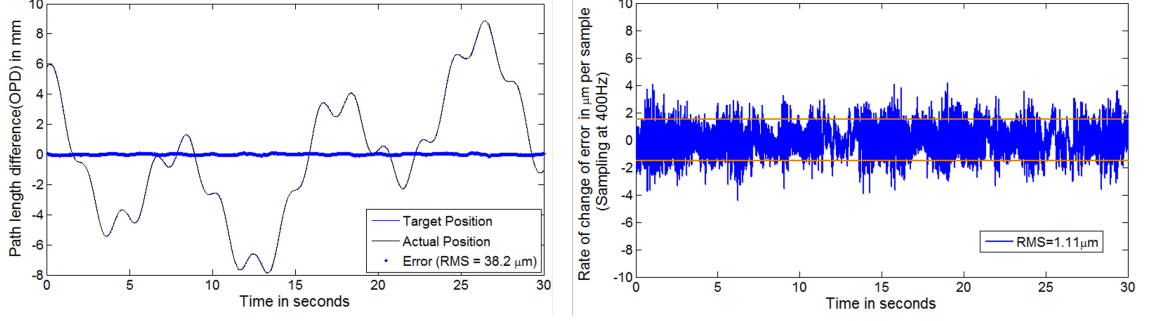 Path length difference(OPD) in mm
10
8
6
4
2
0
-2
-4
-6
-8
0 5 10 15 20 25 30
Time in seconds
Target Position
Actual Position
Error (RMS = 38.2 μm)
Rate of change of error in μm per sample
(Sampling at 400Hz)
10
8
6
4
2
0
-2
-4
-6
-8
-10
0 5 10 15 20 25 30
Time in seconds
RMS=1.11μm